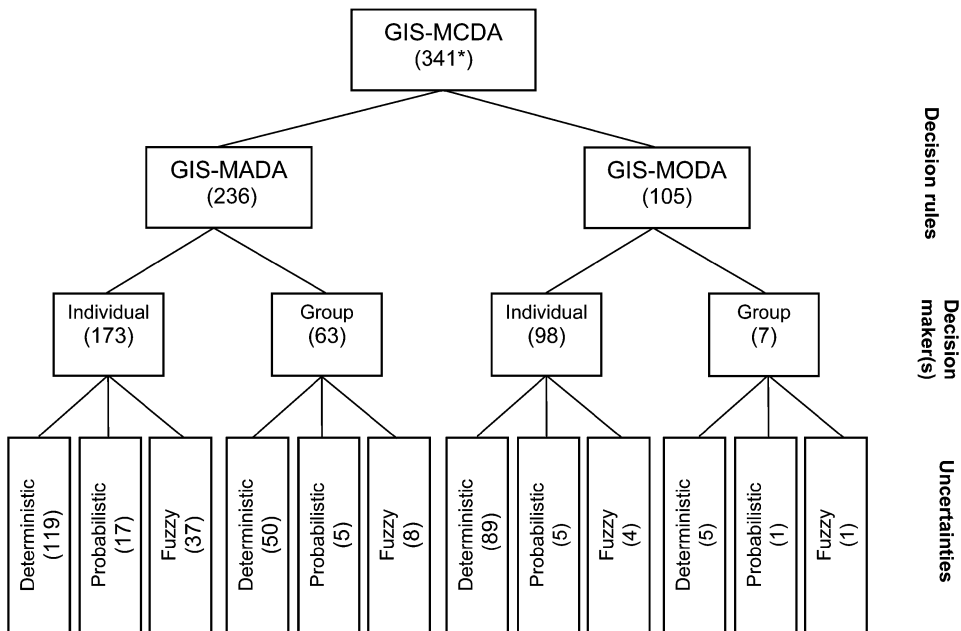 GIS-MCDA
(341*)
GIS-MADA
(236)
GIS-MODA
(105)
Decision rules
Individual
(173)
Group
(63)
Individual
(98)
Group
(7)
Decision
maker(s)
Deterministic
(119)
Probabilistic
(17)
Fuzzy
(37)
Deterministic
(50)
Probabilistic
(5)
Fuzzy
(8)
Deterministic
(89)
Probabilistic
(5)
Fuzzy
(4)
Deterministic
(5)
Probabilistic
(1)
Fuzzy
(1)
Uncertainties